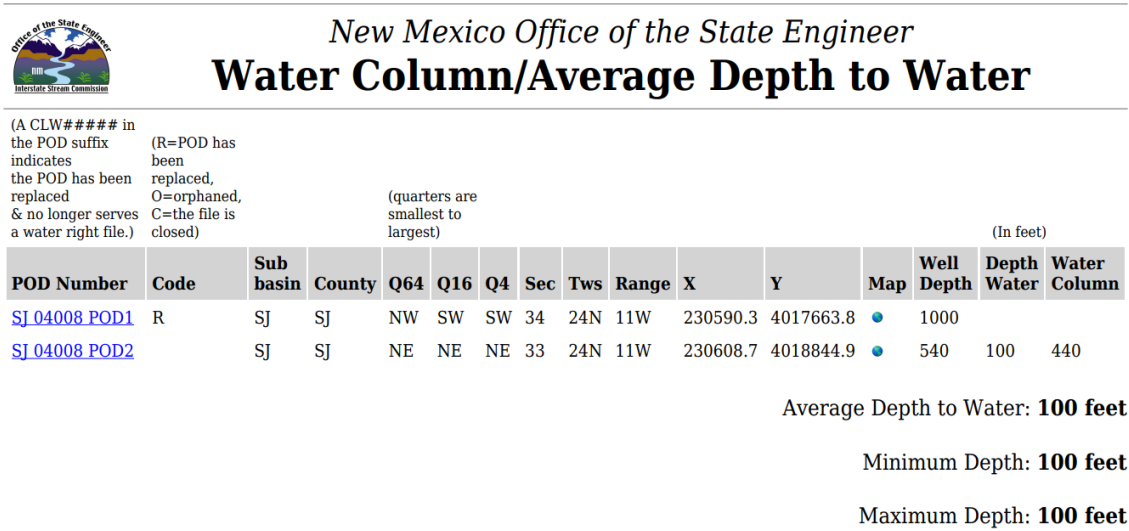 Office of the State Engineer
nm
Interstate Stream Commission
New Mexico Office of the State Engineer
Water Column/Average Depth to Water
(A CLW##### in
the POD suffix
indicates
the POD has been
replaced
& no longer serves
a water right file.)
(R=POD has
been
replaced,
O=orphaned,
C=the file is
closed)
(quarters are
smallest to
largest)
(In feet)
POD Number Code Sub basin County Q64 Q16 Q4 Sec Tws Range X Y Map Well Depth Depth Water Water Column
SJ 04008 POD1 R SJ SJ NW SW SW 34 24N 11W 230590.3 4017663.8 1000
SJ 04008 POD2 SJ SJ NE NE NE 33 24N 11W 230608.7 4018844.9 540 100 440
Average Depth to Water: 100 feet
Minimum Depth: 100 feet
Maximum Depth: 100 feet